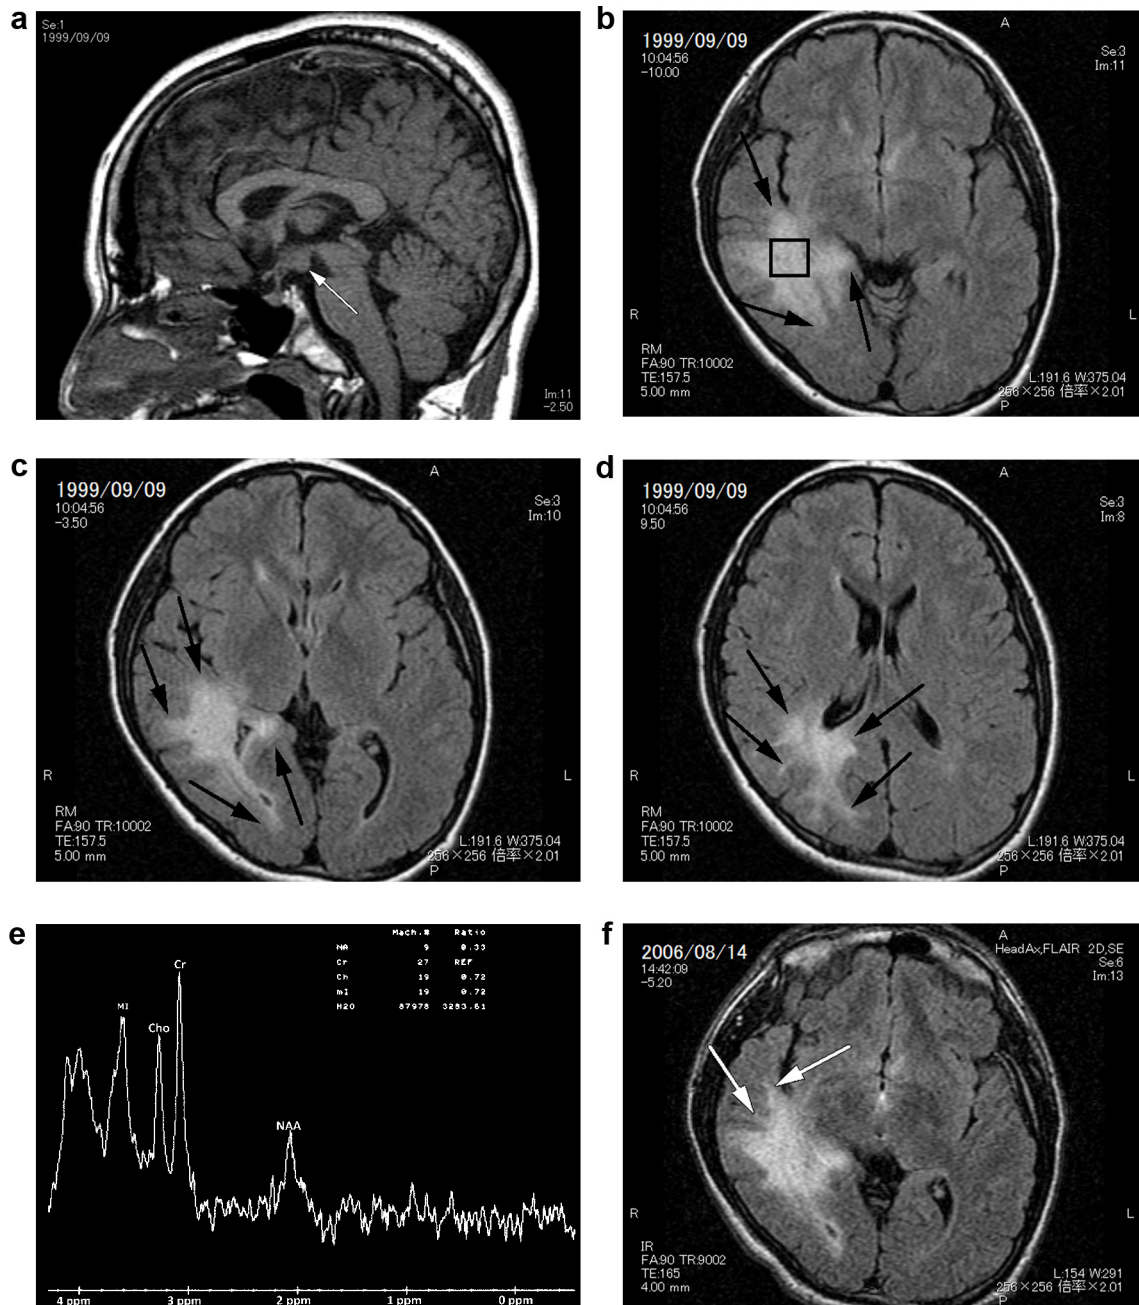 a
Se:1
1999/09/09
Im:11
-2.50
b
1999/09/09
10:04:56
-10.00
A
Se:3
Im:11
R
L
RM
FA:90 TR:10002
TE:157.5
5.00 mm
L:191.6 W:375.04
256×256 倍率×2.01
P
c
1999/09/09
10:04:56
-3.50
A
Se:3
Im:10
R
L
RM
FA:90 TR:10002
TE:157.5
5.00 mm
L:191.6 W:375.04
256×256 倍率×2.01
P
d
1999/09/09
10:04:56
9.50
A
Se:3
Im:8
R
L
RM
FA:90 TR:10002
TE:157.5
5.00 mm
L:191.6 W:375.04
256×256 倍率×2.01
P
e
Mach.# Ratio
NA 9 0.33
Cr 27 REF
Ch 19 0.72
mI 19 0.72
H2O 87978 3283.61
MI
Cho
Cr
NAA
4 ppm 3 ppm 2 ppm 1 ppm 0 ppm
f
2006/08/14
14:42:09
-5.20
A
HeadAx,FLAIR 2D,SE
Se:6
Im:13
R
L
IR
FA:90 TR:9002
TE:165
4.00 mm
L:154 W:291
256×256 倍率×2.01
P